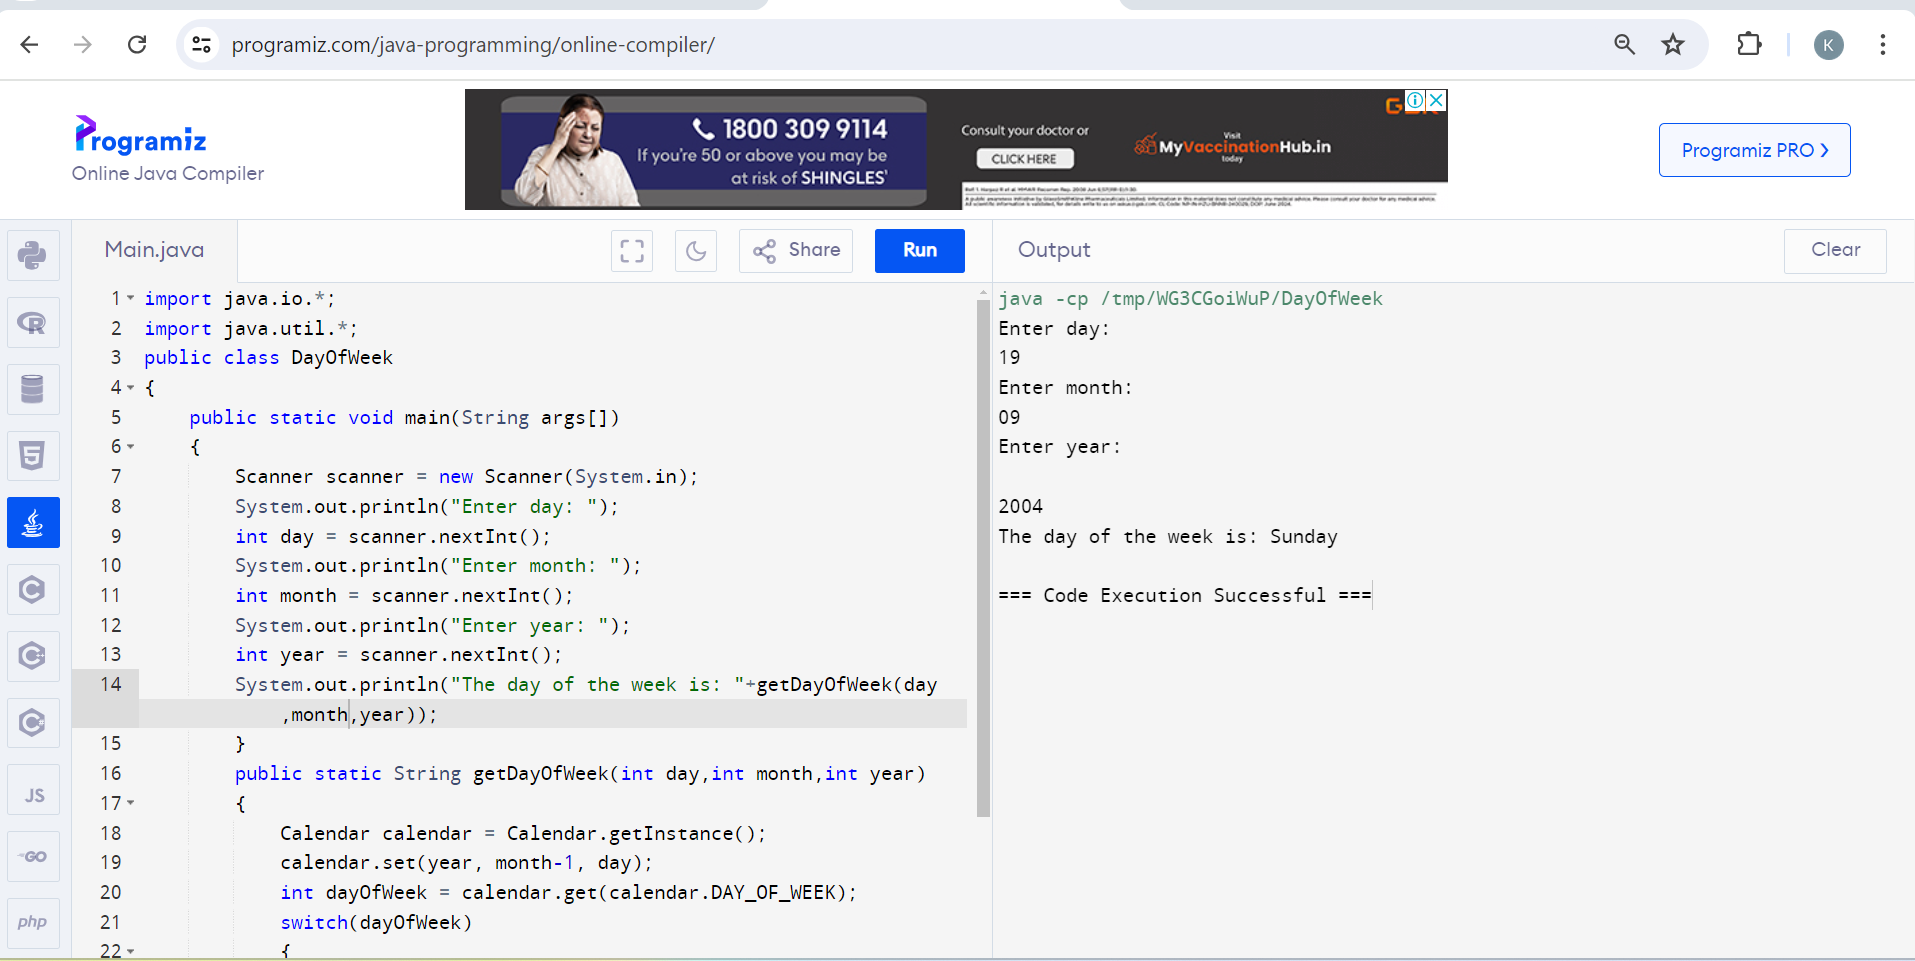 programiz.com/java-programming/online-compiler/
K
Programiz
Online Java Compiler
1800 309 9114
If you're 50 or above you may be
at risk of SHINGLES'
Consult your doctor or
CLICK HERE
Visit
MyVaccinationHub.in
today
Programiz PRO
Main.java
Share
Run
Output
Clear
1 import java.io.*;
2 import java.util.*;
3 public class DayOfWeek
4 {
5 public static void main(String args[])
6 {
7 Scanner scanner = new Scanner(System.in);
8 System.out.println("Enter day: ");
9 int day = scanner.nextInt();
10 System.out.println("Enter month: ");
11 int month = scanner.nextInt();
12 System.out.println("Enter year: ");
13 int year = scanner.nextInt();
14 System.out.println("The day of the week is: "+getDayOfWeek(day
,month,year));
15 }
16 public static String getDayOfWeek(int day,int month,int year)
17 {
18 Calendar calendar = Calendar.getInstance();
19 calendar.set(year, month-1, day);
20 int dayOfWeek = calendar.get(calendar.DAY_OF_WEEK);
21 switch(dayOfWeek)
22 {
java -cp /tmp/WG3CGoiWuP/DayOfWeek
Enter day:
19
Enter month:
09
Enter year:
2004
The day of the week is: Sunday
=== Code Execution Successful ===
JS
GO
php